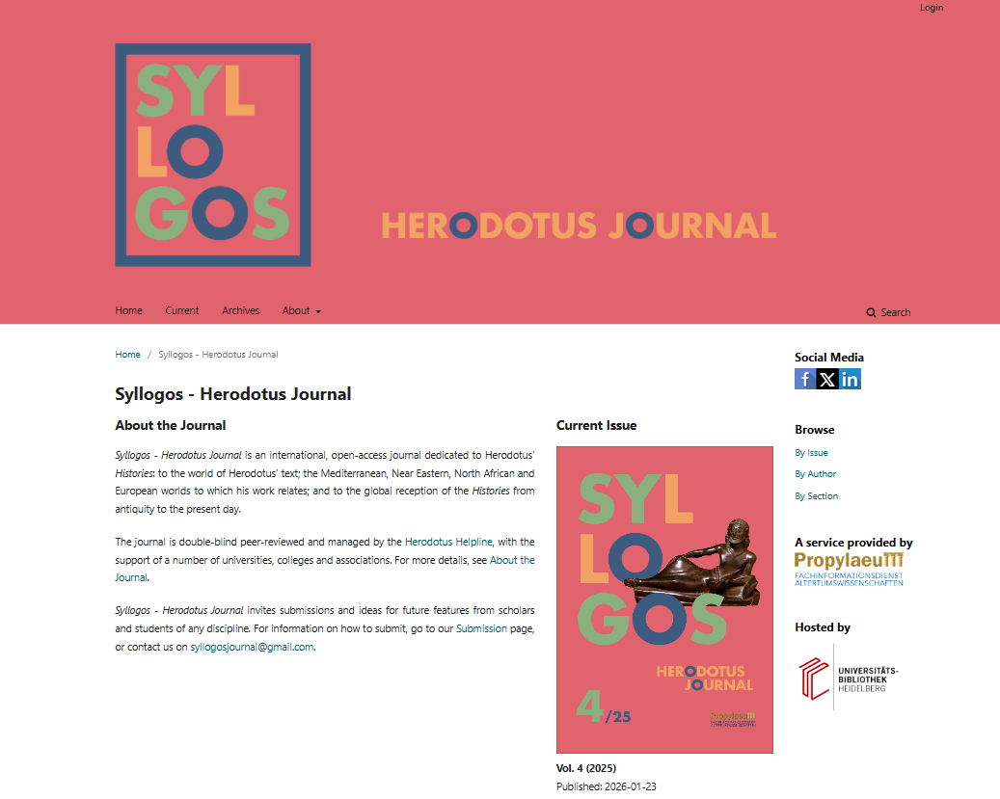 Login
SYL
LO
GOS
HERODOTUS JOURNAL
Home Current Archives About
Search
Home / Syllogos - Herodotus Journal
Syllogos - Herodotus Journal
About the Journal
Syllogos - Herodotus Journal is an international, open-access journal dedicated to Herodotus'
Histories: to the world of Herodotus' text; the Mediterranean, Near Eastern, North African and
European worlds to which his work relates; and to the global reception of the Histories from
antiquity to the present day.
The journal is double-blind peer-reviewed and managed by the Herodotus Helpline, with the
support of a number of universities, colleges and associations. For more details, see About the
Journal.
Syllogos - Herodotus Journal invites submissions and ideas for future features from scholars
and students of any discipline. For information on how to submit, go to our Submission page,
or contact us on syllogosjournal@gmail.com.
Current Issue
SYL
LO
GOS
HERODOTUS
JOURNAL
4/25
Propylaeum
Vol. 4 (2025)
Published: 2026-01-23
Social Media
f X in
Browse
By Issue
By Author
By Section
A service provided by
Propylaeum
FACHINFORMATIONSDIENST
ALTERTUMSWISSENSCHAFTEN
Hosted by
UNIVERSITÄTS-
BIBLIOTHEK
HEIDELBERG